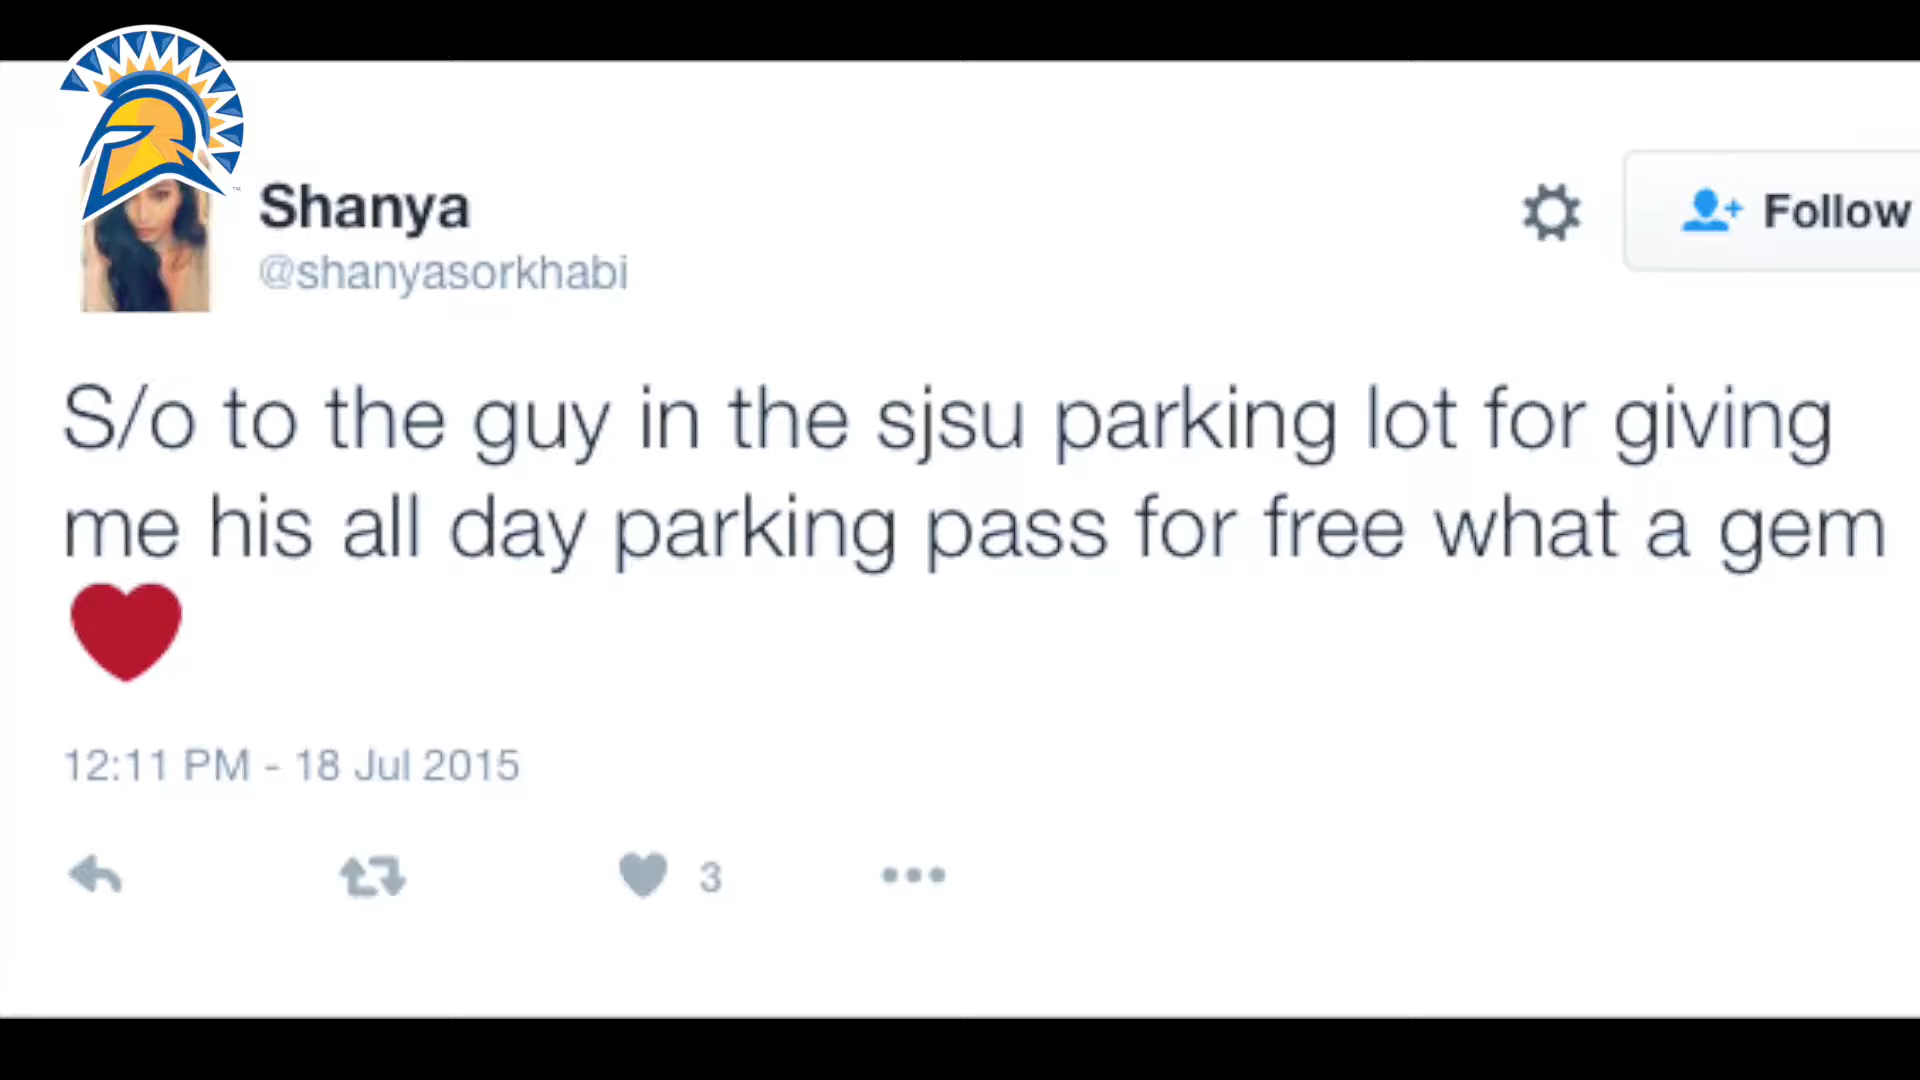 Shanya
@shanyasorkhabi
Follow
S/o to the guy in the sjsu parking lot for giving
me his all day parking pass for free what a gem
❤
12:11 PM - 18 Jul 2015
3